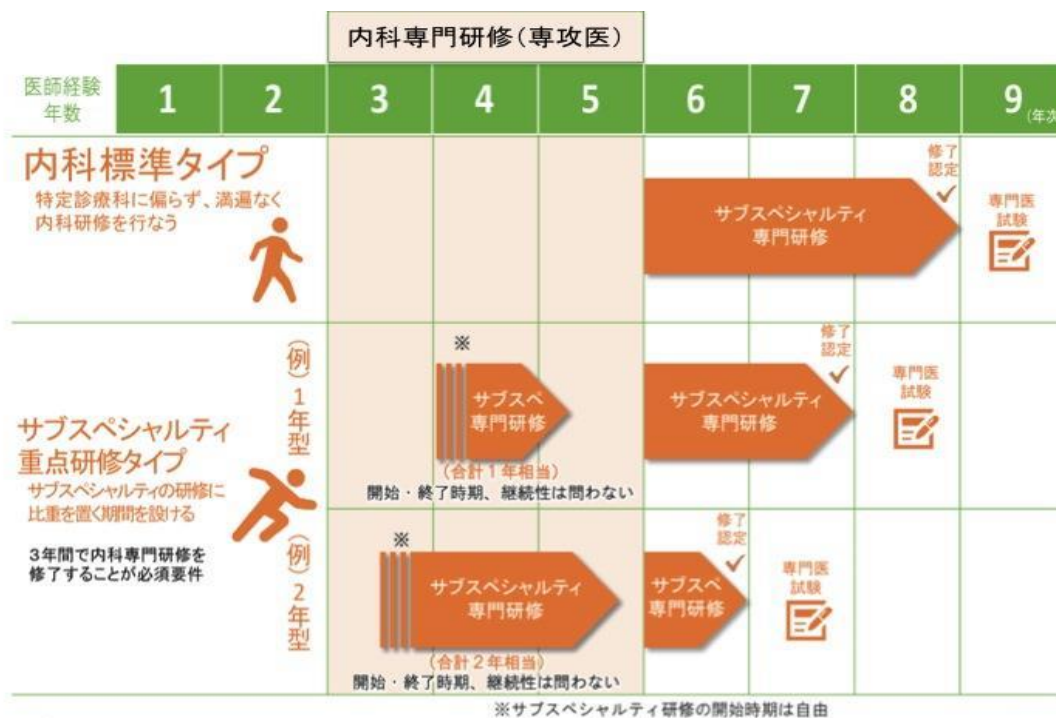 内科専門研修(専攻医)
医師経験
年数
1
2
3
4
5
6
7
8
9
(年次
内科標準タイプ
特定診療科に偏らず、満遍なく
内科研修を行なう
サブスペシャルティ
専門研修
修了
認定
専門医
試験
サブスペシャルティ
重点研修タイプ
サブスペシャルティの研修に
比重を置く期間を設ける
3年間で内科専門研修を
修了することが必須要件
(例)1年型
※
サブスペ
専門研修
(合計1年相当)
開始・終了時期、継続性は問わない
サブスペシャルティ
専門研修
修了
認定
専門医
試験
(例)2年型
※
サブスペシャルティ
専門研修
(合計2年相当)
開始・終了時期、継続性は問わない
サブスペ
専門研修
修了
認定
専門医
試験
※サブスペシャルティ研修の開始時期は自由